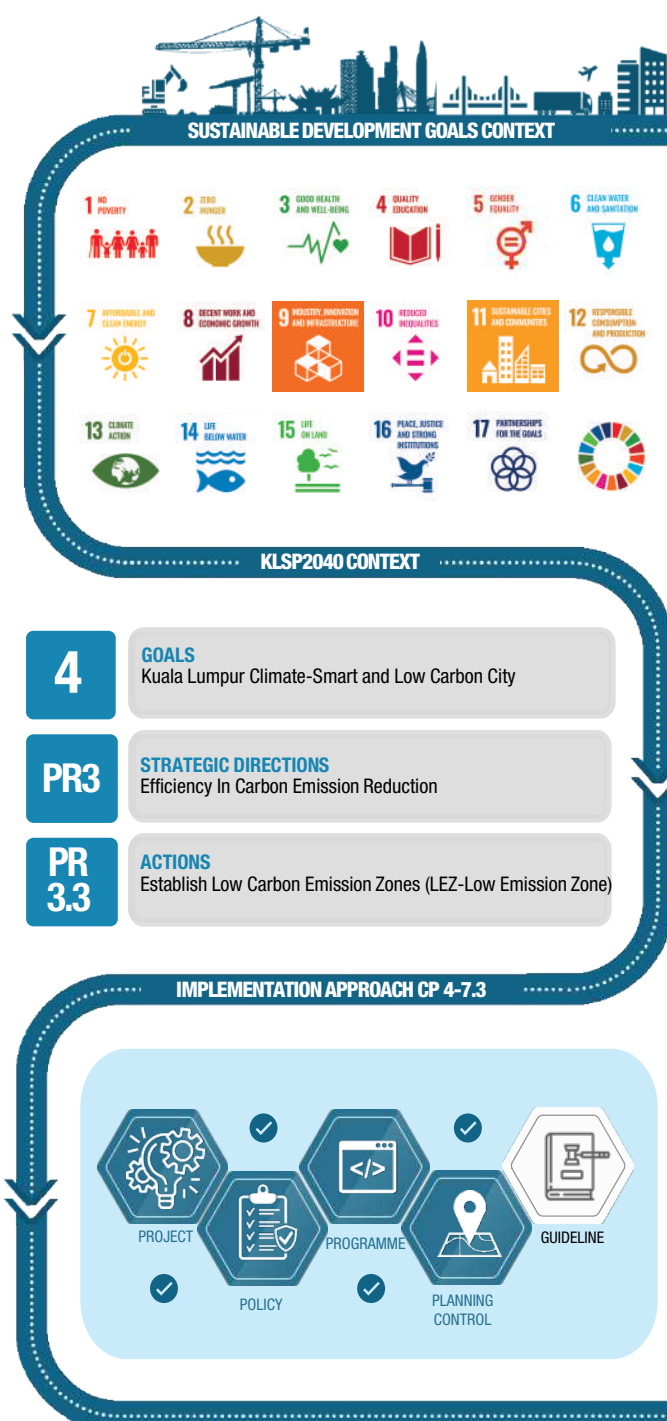 SUSTAINABLE DEVELOPMENT GOALS CONTEXT
1 NO
POVERTY
2 ZERO
HUNGER
3 GOOD HEALTH
AND WELL-BEING
4 QUALITY
EDUCATION
5 GENDER
EQUALITY
6 CLEAN WATER
AND SANITATION
7 AFFORDABLE AND
CLEAN ENERGY
8 DECENT WORK AND
ECONOMIC GROWTH
9 INDUSTRY, INNOVATION
AND INFRASTRUCTURE
10 REDUCED
INEQUALITIES
11 SUSTAINABLE CITIES
AND COMMUNITIES
12 RESPONSIBLE
CONSUMPTION
AND PRODUCTION
13 CLIMATE
ACTION
14 LIFE
BELOW WATER
15 LIFE
ON LAND
16 PEACE, JUSTICE
AND STRONG
INSTITUTIONS
17 PARTNERSHIPS
FOR THE GOALS
KLSP2040 CONTEXT
4
GOALS
Kuala Lumpur Climate-Smart and Low Carbon City
PR3
STRATEGIC DIRECTIONS
Efficiency In Carbon Emission Reduction
PR
3.3
ACTIONS
Establish Low Carbon Emission Zones (LEZ-Low Emission Zone)
IMPLEMENTATION APPROACH CP 4-7.3
</>
PROJECT
POLICY
PROGRAMME
PLANNING
CONTROL
GUIDELINE